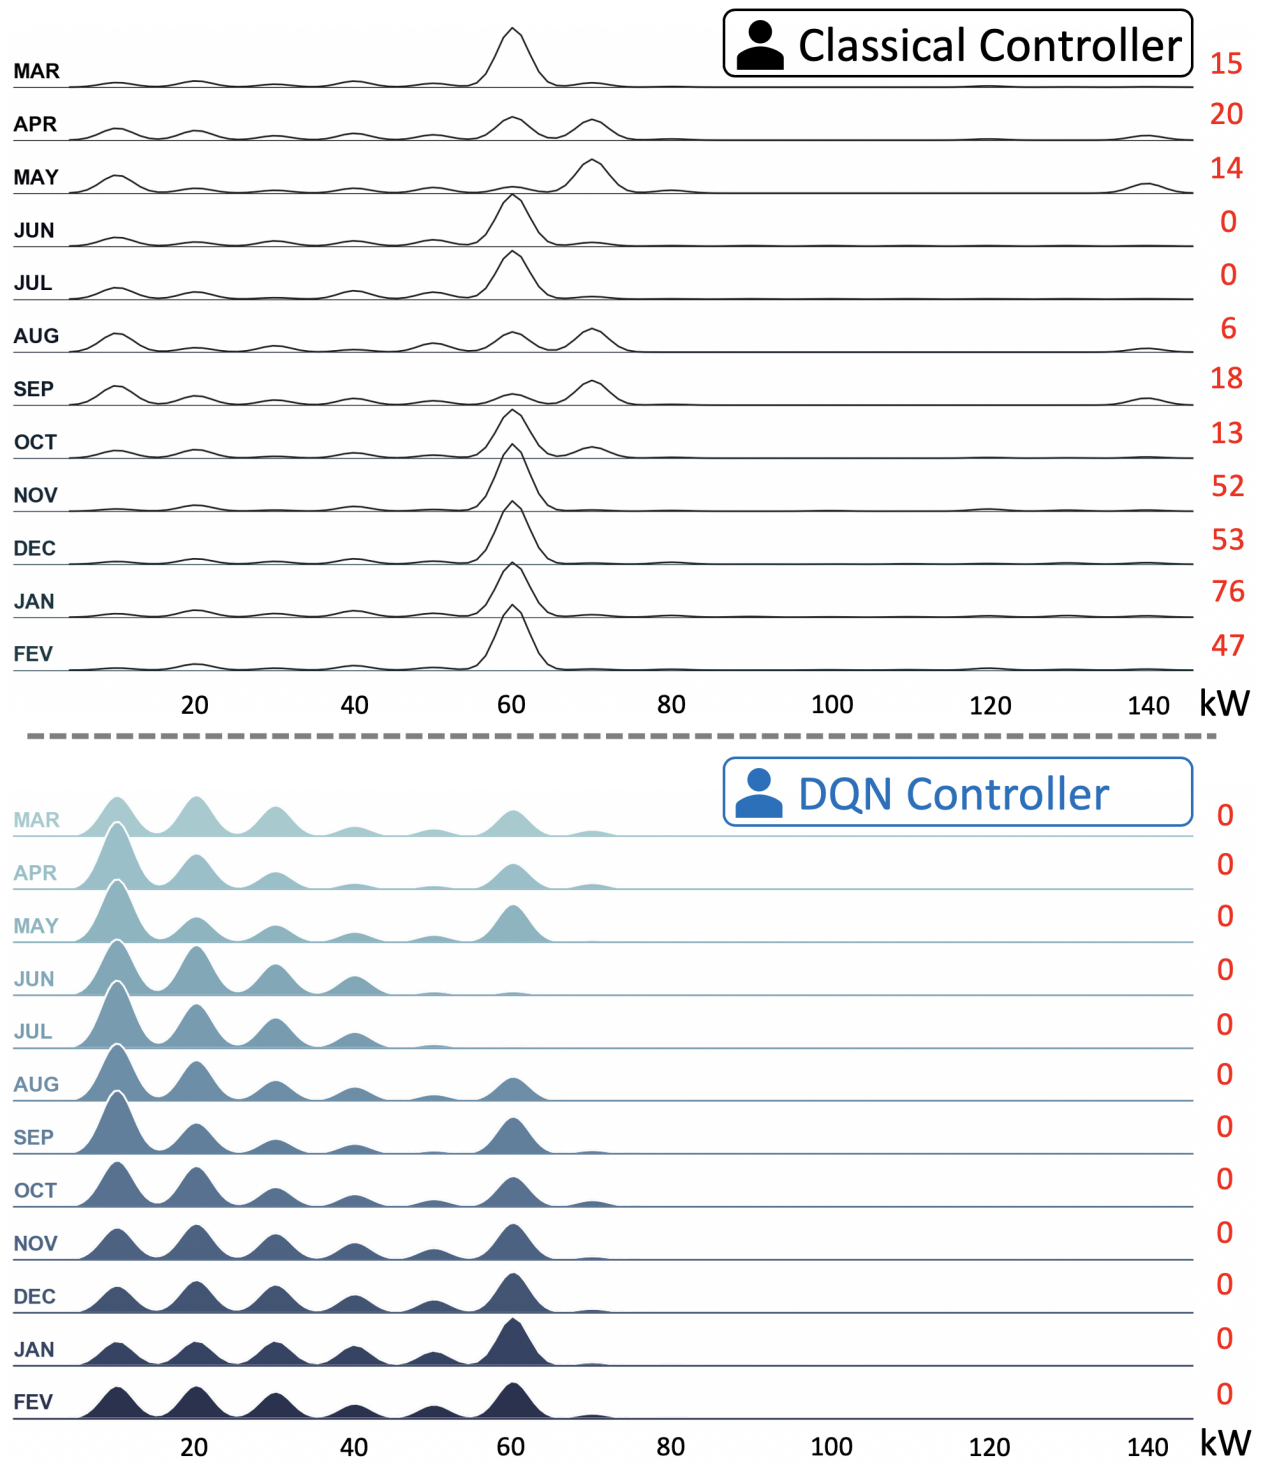 Classical Controller
MAR 15
APR 20
MAY 14
JUN 0
JUL 0
AUG 6
SEP 18
OCT 13
NOV 52
DEC 53
JAN 76
FEV 47
20 40 60 80 100 120 140 kW
DQN Controller
MAR 0
APR 0
MAY 0
JUN 0
JUL 0
AUG 0
SEP 0
OCT 0
NOV 0
DEC 0
JAN 0
FEV 0
20 40 60 80 100 120 140 kW